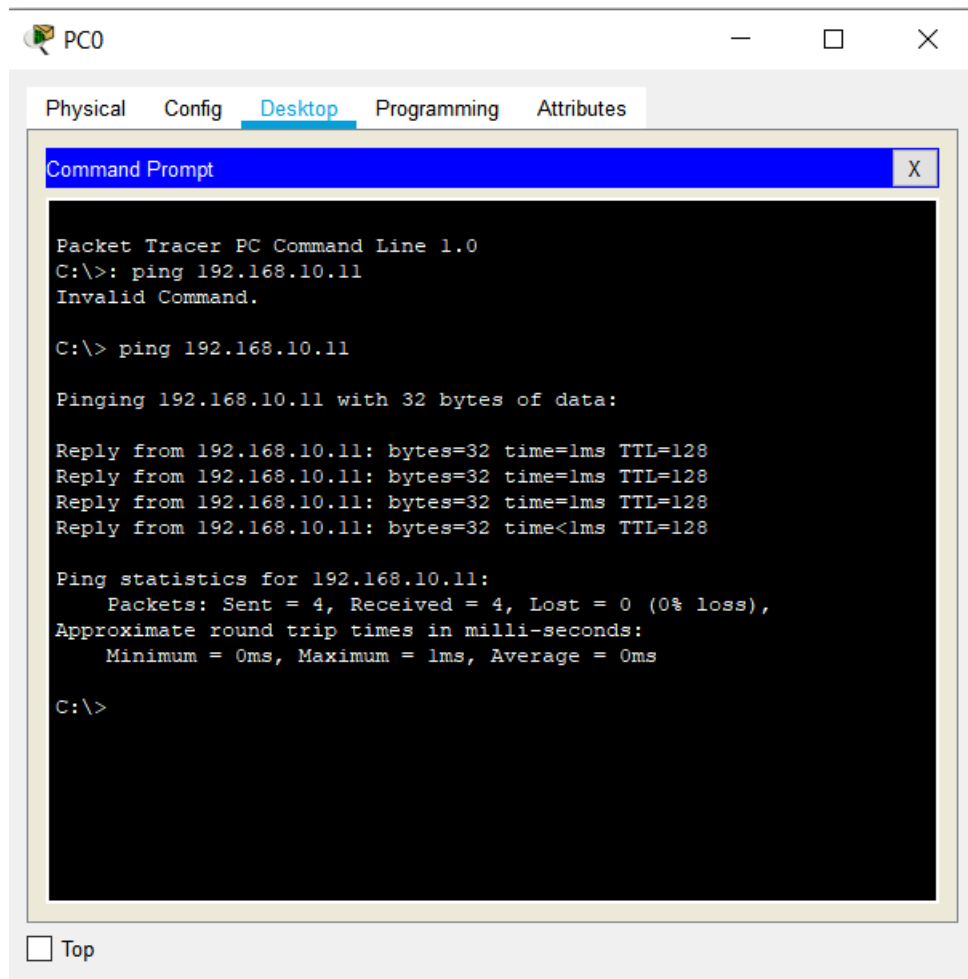 PC0
Physical Config Desktop Programming Attributes
Command Prompt X
Packet Tracer PC Command Line 1.0
C:\>: ping 192.168.10.11
Invalid Command.
C:\> ping 192.168.10.11
Pinging 192.168.10.11 with 32 bytes of data:
Reply from 192.168.10.11: bytes=32 time=1ms TTL=128
Reply from 192.168.10.11: bytes=32 time=1ms TTL=128
Reply from 192.168.10.11: bytes=32 time=1ms TTL=128
Reply from 192.168.10.11: bytes=32 time<1ms TTL=128
Ping statistics for 192.168.10.11:
Packets: Sent = 4, Received = 4, Lost = 0 (0% loss),
Approximate round trip times in milli-seconds:
Minimum = 0ms, Maximum = 1ms, Average = 0ms
C:\>
Top